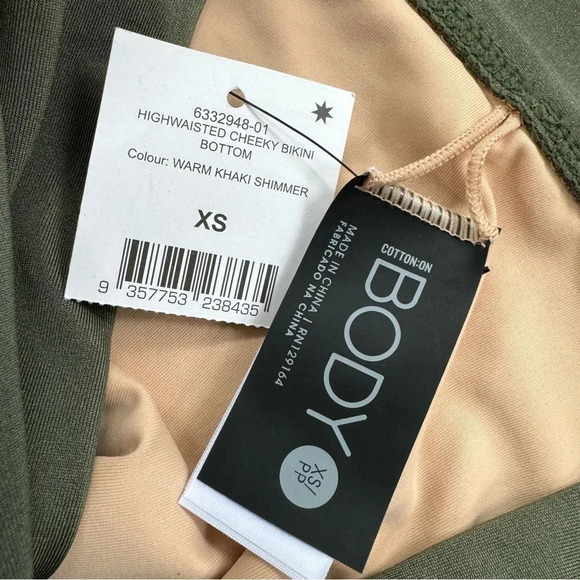 6332948-01
HIGHWAISTED CHEEKY BIKINI
BOTTOM
Colour: WARM KHAKI SHIMMER
XS
9 357753 238435
COTTON:ON
BODY
MADE IN CHINA | RN129164
FABRICADO NA CHINA
XS/
PP